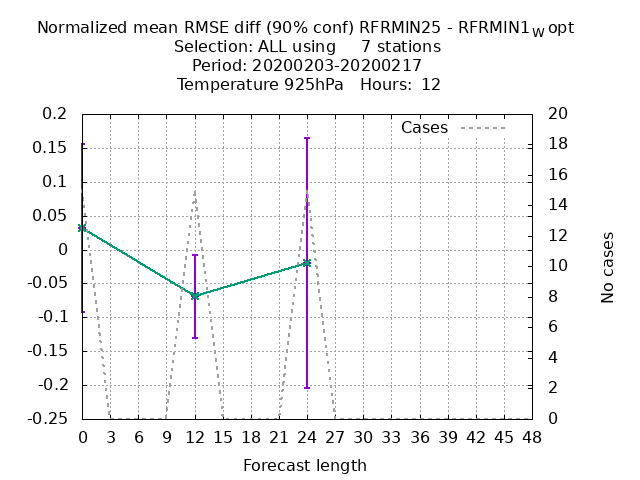 Normalized mean RMSE diff (90% conf) RFRMIN25 - RFRMIN1wopt
Selection: ALL using 7 stations
Period: 20200203-20200217
Temperature 925hPa Hours: 12
Cases
0.2
0.15
0.1
0.05
0
-0.05
-0.1
-0.15
-0.2
-0.25
20
18
16
14
12
10
8
6
4
2
0
No cases
0 3 6 9 12 15 18 21 24 27 30 33 36 39 42 45 48
Forecast length